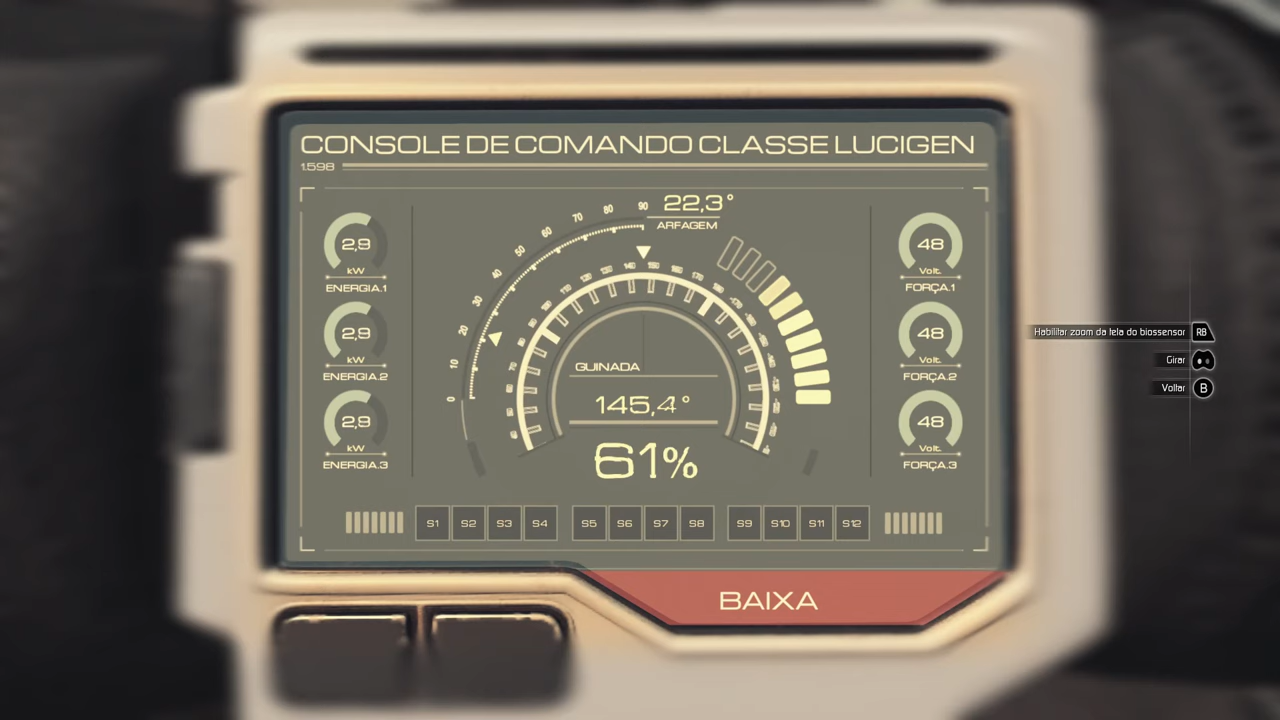 CONSOLE DE COMANDO CLASSE LUCIGEN
1.598
22,3°
ARFAGEM
0 10 20 30 40 50 60 70 80 90
2,9
kW
ENERGIA.1
2,9
kW
ENERGIA.2
2,9
kW
ENERGIA.3
GUINADA
145,4°
61%
48
Volt.
FORÇA.1
48
Volt.
FORÇA.2
48
Volt.
FORÇA.3
S1 S2 S3 S4 S5 S6 S7 S8 S9 S10 S11 S12
BAIXA
Habilitar zoom da tela do biossensor RB
Girar
Voltar B